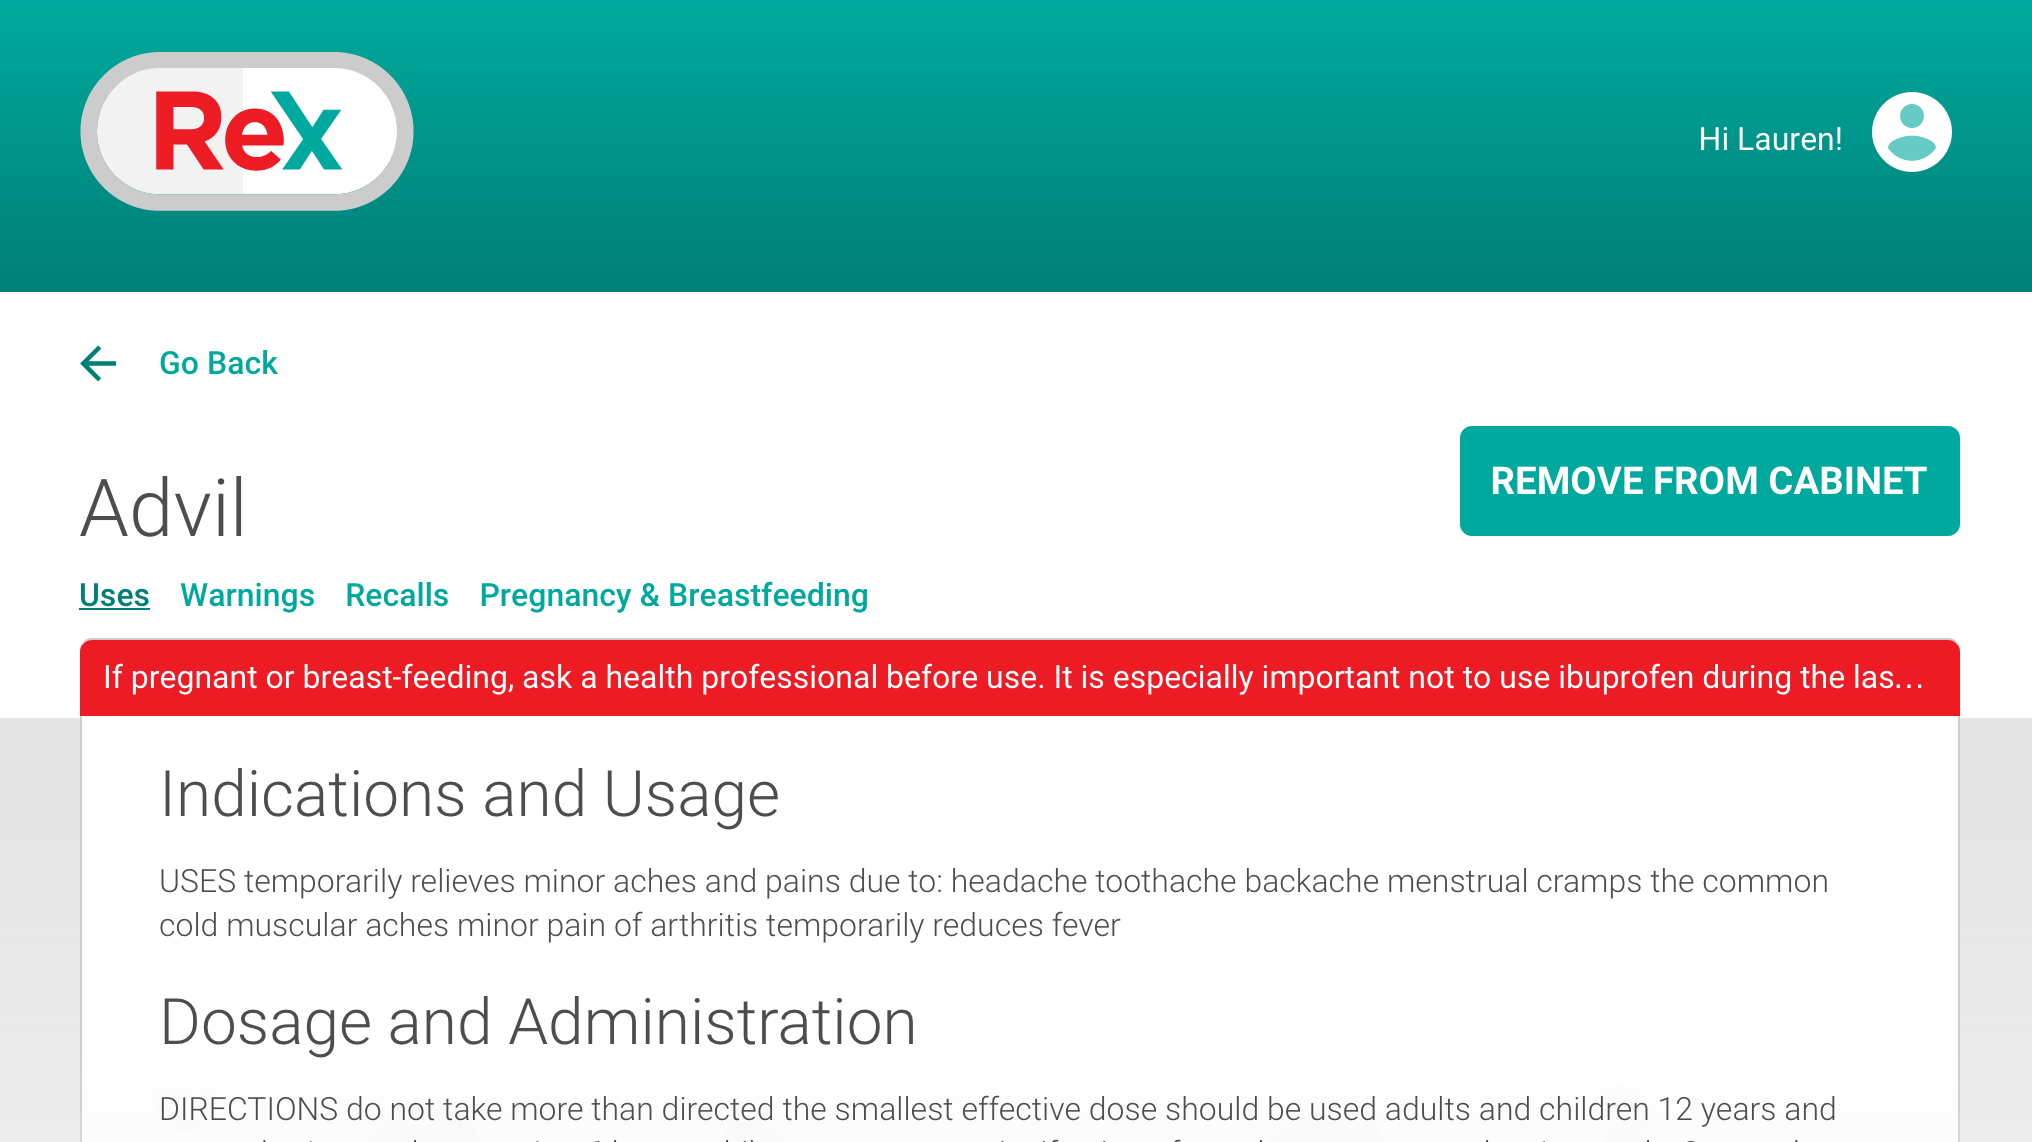 Rex
Hi Lauren!
Go Back
Advil
REMOVE FROM CABINET
Uses Warnings Recalls Pregnancy & Breastfeeding
If pregnant or breast-feeding, ask a health professional before use. It is especially important not to use ibuprofen during the las…
Indications and Usage
USES temporarily relieves minor aches and pains due to: headache toothache backache menstrual cramps the common
cold muscular aches minor pain of arthritis temporarily reduces fever
Dosage and Administration
DIRECTIONS do not take more than directed the smallest effective dose should be used adults and children 12 years and